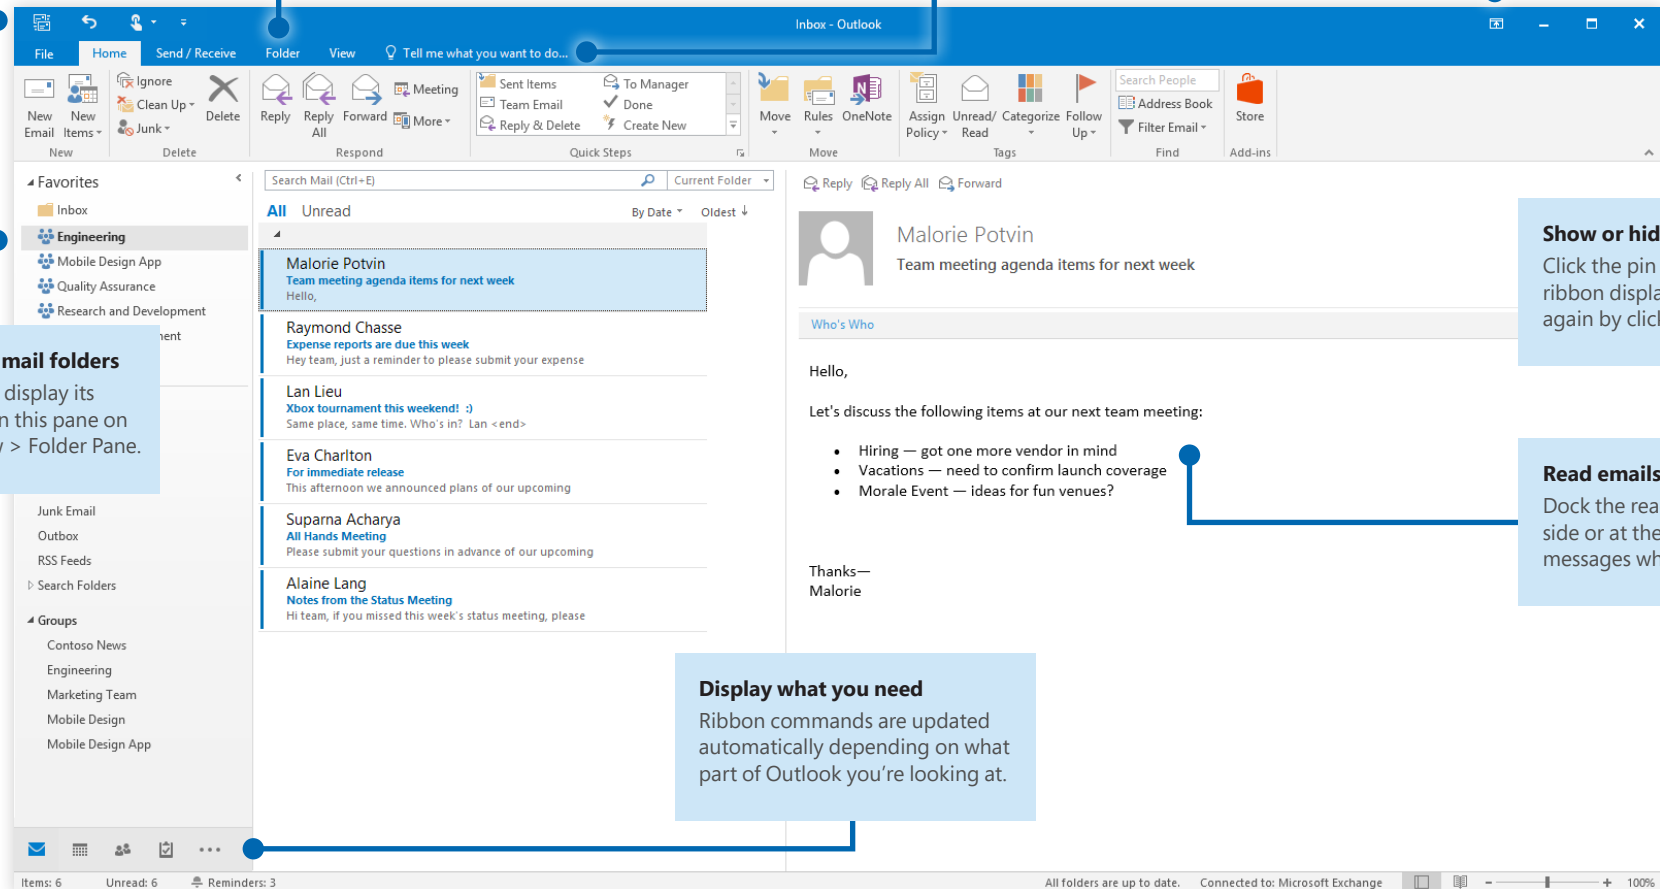 Inbox - Outlook
File Home Send / Receive Folder View Tell me what you want to do...
New Email
New Items
New
Ignore
Clean Up
Junk
Delete
Delete
Reply
Reply All
Forward
Meeting
More
Respond
Sent Items
Team Email
Reply & Delete
To Manager
Done
Create New
Quick Steps
Move
Rules
OneNote
Move
Assign Policy
Unread/ Read
Categorize
Follow Up
Tags
Search People
Address Book
Filter Email
Find
Store
Add-ins
Favorites
Inbox
Engineering
Mobile Design App
Quality Assurance
Research and Development
ment
mail folders
display its
n this pane on
> Folder Pane.
Junk Email
Outbox
RSS Feeds
Search Folders
Groups
Contoso News
Engineering
Marketing Team
Mobile Design
Mobile Design App
Search Mail (Ctrl+E) Current Folder
All Unread By Date Oldest
Malorie Potvin
Team meeting agenda items for next week
Hello,
Raymond Chasse
Expense reports are due this week
Hey team, just a reminder to please submit your expense
Lan Lieu
Xbox tournament this weekend! :)
Same place, same time. Who's in? Lan <end>
Eva Charlton
For immediate release
This afternoon we announced plans of our upcoming
Suparna Acharya
All Hands Meeting
Please submit your questions in advance of our upcoming
Alaine Lang
Notes from the Status Meeting
Hi team, if you missed this week's status meeting, please
Reply Reply All Forward
Malorie Potvin
Team meeting agenda items for next week
Who's Who
Hello,
Let's discuss the following items at our next team meeting:
• Hiring — got one more vendor in mind
• Vacations — need to confirm launch coverage
• Morale Event — ideas for fun venues?
Thanks—
Malorie
Show or hid
Click the pin
ribbon displa
again by click
Read emails
Dock the rea
side or at the
messages wh
Display what you need
Ribbon commands are updated
automatically depending on what
part of Outlook you're looking at.
Items: 6 Unread: 6 Reminders: 3 All folders are up to date. Connected to: Microsoft Exchange 100%